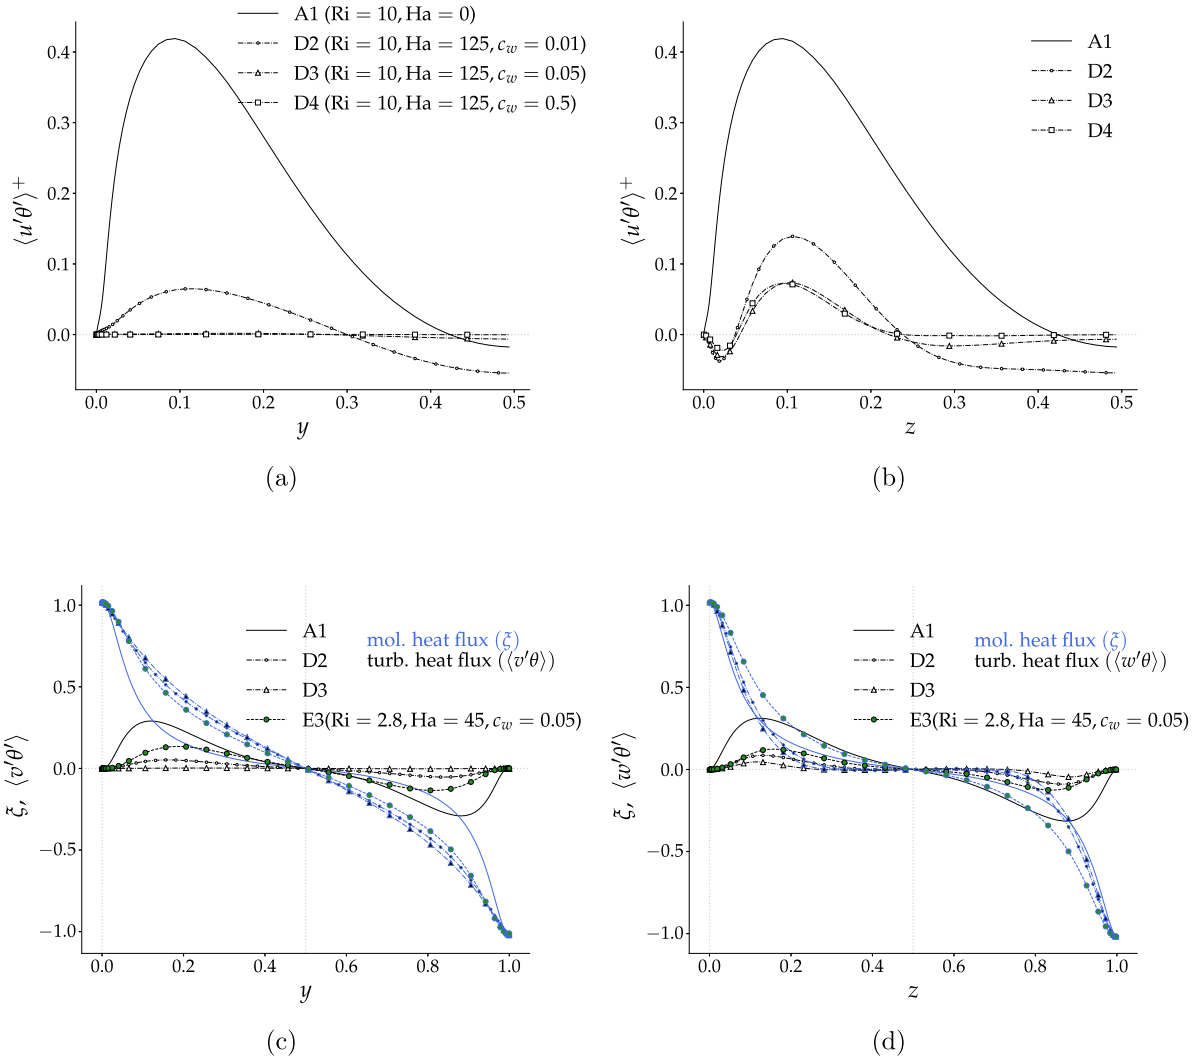 A1 (Ri = 10, Ha = 0)
D2 (Ri = 10, Ha = 125, c_w = 0.01)
D3 (Ri = 10, Ha = 125, c_w = 0.05)
D4 (Ri = 10, Ha = 125, c_w = 0.5)
0.4
0.3
0.2
0.1
0.0
⟨u′θ′⟩⁺
0.0 0.1 0.2 0.3 0.4 0.5
y
(a)
A1
D2
D3
D4
0.4
0.3
0.2
0.1
0.0
⟨u′θ′⟩⁺
0.0 0.1 0.2 0.3 0.4 0.5
z
(b)
A1
D2
D3
E3(Ri = 2.8, Ha = 45, c_w = 0.05)
mol. heat flux (ξ)
turb. heat flux (⟨v′θ⟩)
1.0
0.5
0.0
−0.5
−1.0
ξ, ⟨v′θ′⟩
0.0 0.2 0.4 0.6 0.8 1.0
y
(c)
A1
D2
D3
E3(Ri = 2.8, Ha = 45, c_w = 0.05)
mol. heat flux (ξ)
turb. heat flux (⟨w′θ⟩)
1.0
0.5
0.0
−0.5
−1.0
ξ, ⟨w′θ′⟩
0.0 0.2 0.4 0.6 0.8 1.0
z
(d)